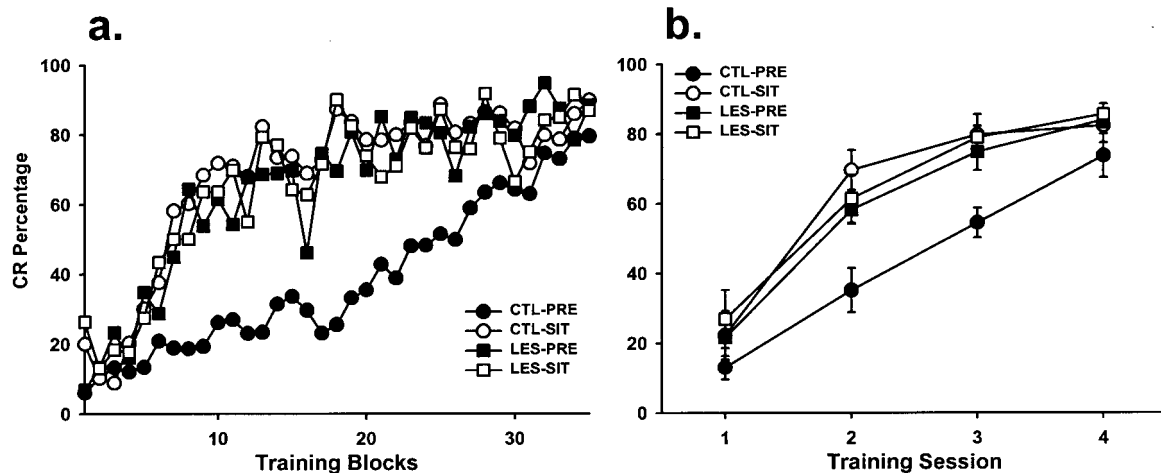 a.
100
80
60
40
20
0
CR Percentage
CTL-PRE
CTL-SIT
LES-PRE
LES-SIT
10
20
30
Training Blocks
b.
100
80
60
40
20
0
CTL-PRE
CTL-SIT
LES-PRE
LES-SIT
1
2
3
4
Training Session